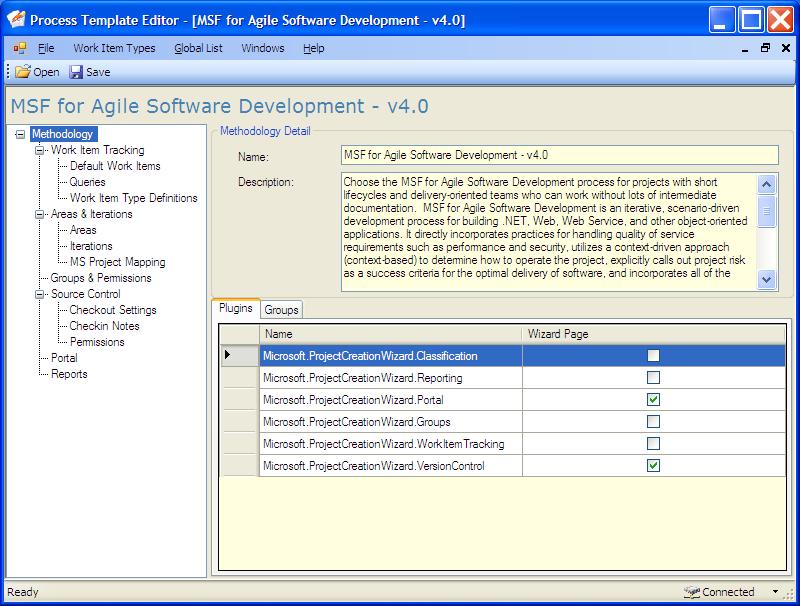 Process Template Editor - [MSF for Agile Software Development - v4.0]
File Work Item Types Global List Windows Help
Open Save
MSF for Agile Software Development - v4.0
Methodology
Work Item Tracking
Default Work Items
Queries
Work Item Type Definitions
Areas & Iterations
Areas
Iterations
MS Project Mapping
Groups & Permissions
Source Control
Checkout Settings
Checkin Notes
Permissions
Portal
Reports
Methodology Detail
Name: MSF for Agile Software Development - v4.0
Description: Choose the MSF for Agile Software Development process for projects with short
lifecycles and delivery-oriented teams who can work without lots of intermediate
documentation. MSF for Agile Software Development is an iterative, scenario-driven
development process for building .NET, Web, Web Service, and other object-oriented
applications. It directly incorporates practices for handling quality of service
requirements such as performance and security, utilizes a context-driven approach
(context-based) to determine how to operate the project, explicitly calls out project risk
as a success criteria for the optimal delivery of software, and incorporates all of the
Plugins Groups
Name Wizard Page
Microsoft.ProjectCreationWizard.Classification
Microsoft.ProjectCreationWizard.Reporting
Microsoft.ProjectCreationWizard.Portal
Microsoft.ProjectCreationWizard.Groups
Microsoft.ProjectCreationWizard.WorkItemTracking
Microsoft.ProjectCreationWizard.VersionControl
Ready Connected